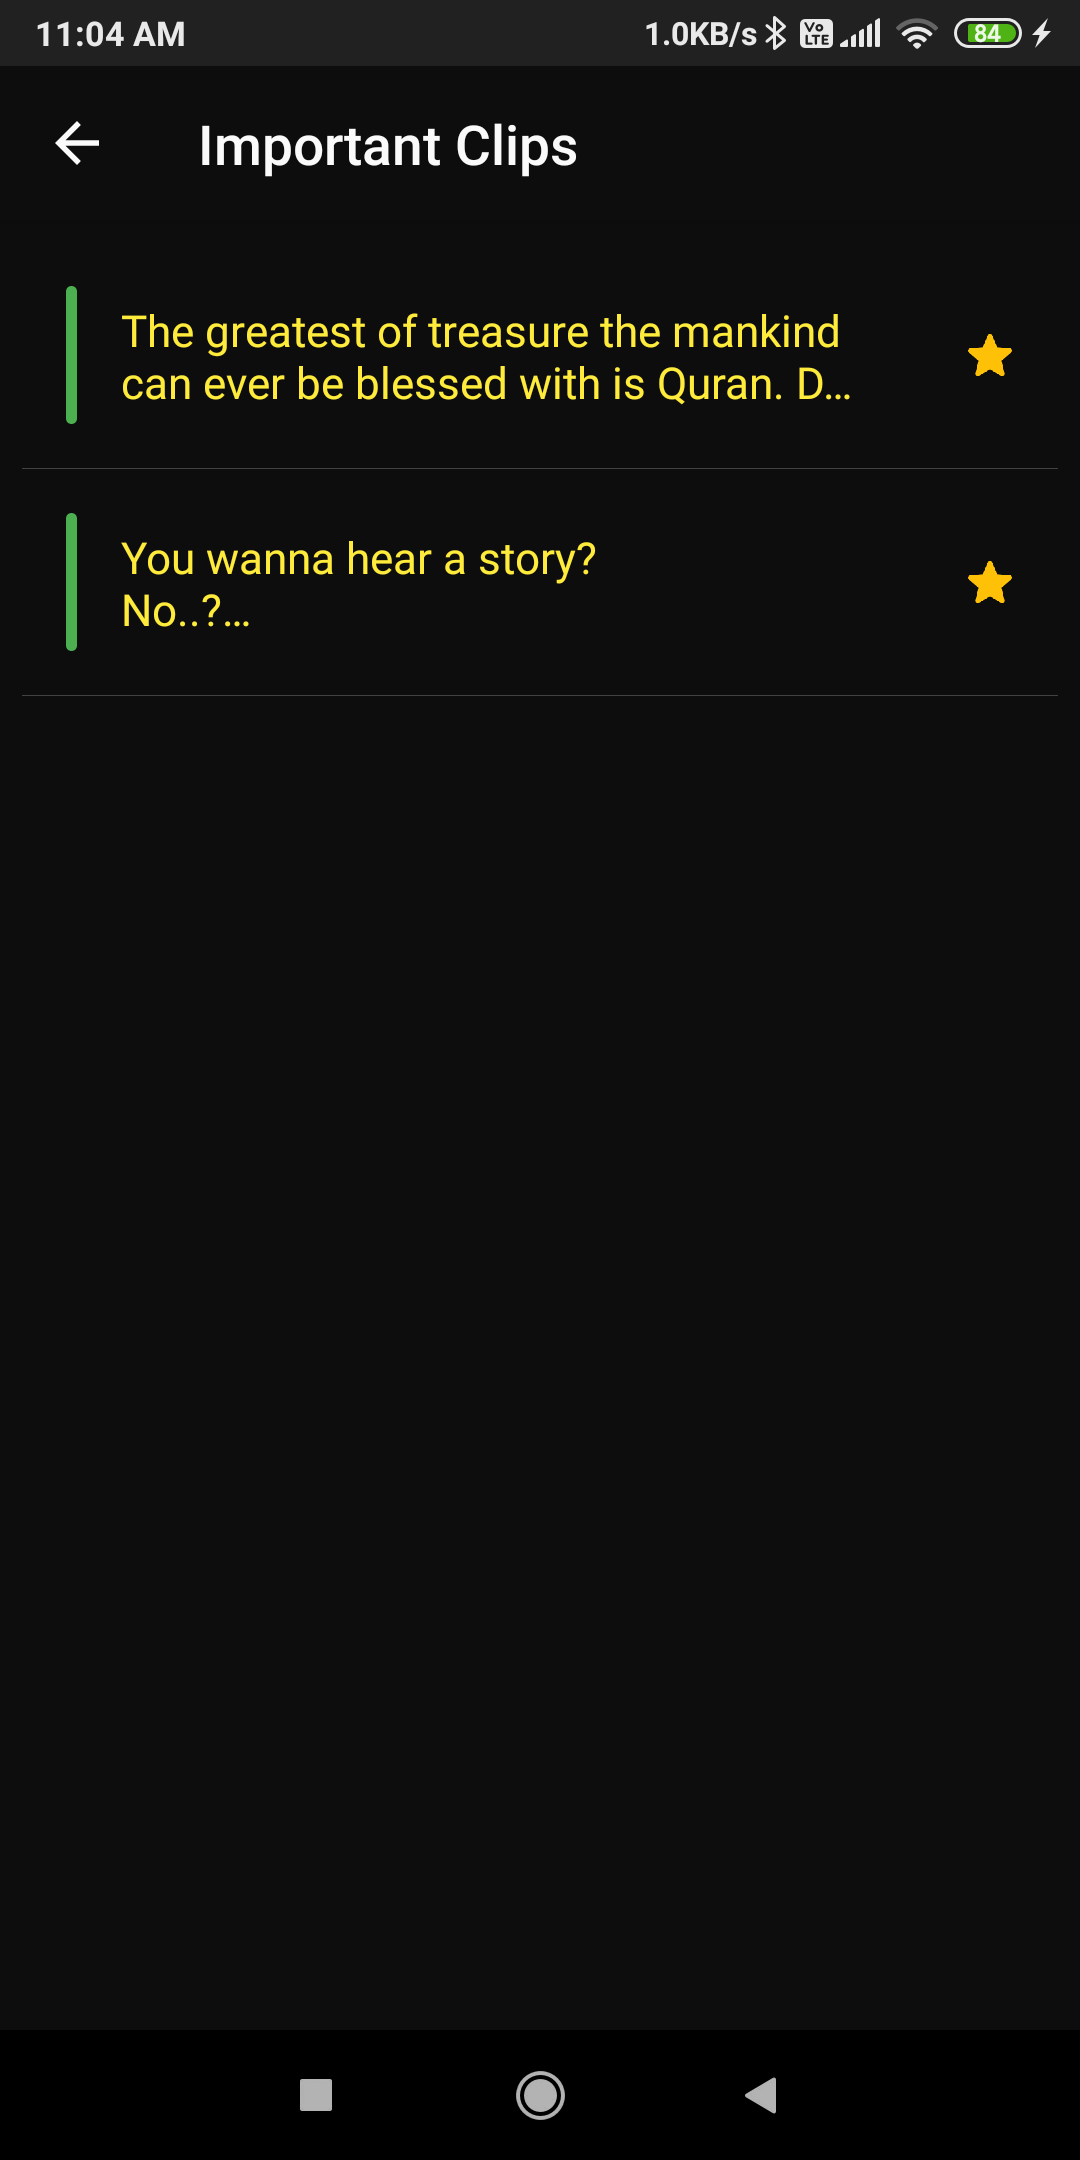 11:04 AM 1.0KB/s Vo LTE 84
Important Clips
The greatest of treasure the mankind
can ever be blessed with is Quran. D...
You wanna hear a story?
No..?...